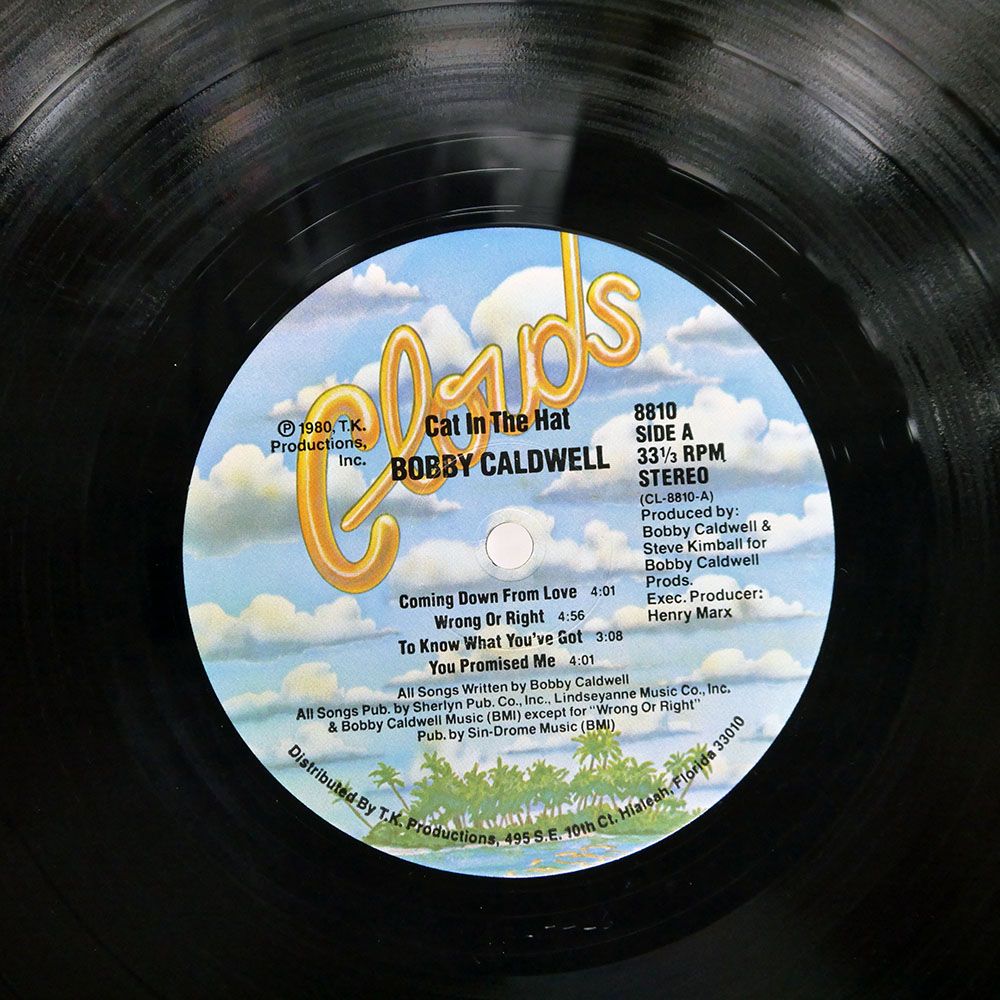 Clouds
℗ 1980, T.K.
Productions,
Inc.
Cat In The Hat
BOBBY CALDWELL
8810
SIDE A
33⅓ RPM
STEREO
(CL-8810-A)
Produced by:
Bobby Caldwell &
Steve Kimball for
Bobby Caldwell
Prods.
Exec. Producer:
Henry Marx
Coming Down From Love 4:01
Wrong Or Right 4:56
To Know What You've Got 3:08
You Promised Me 4:01
All Songs Written by Bobby Caldwell
All Songs Pub. by Sherlyn Pub. Co., Inc., Lindseyanne Music Co., Inc.
& Bobby Caldwell Music (BMI) except for "Wrong Or Right"
Pub. by Sin-Drome Music (BMI)
Distributed By T.K. Productions, 495 S.E. 10th Ct. Hialeah, Florida 33010